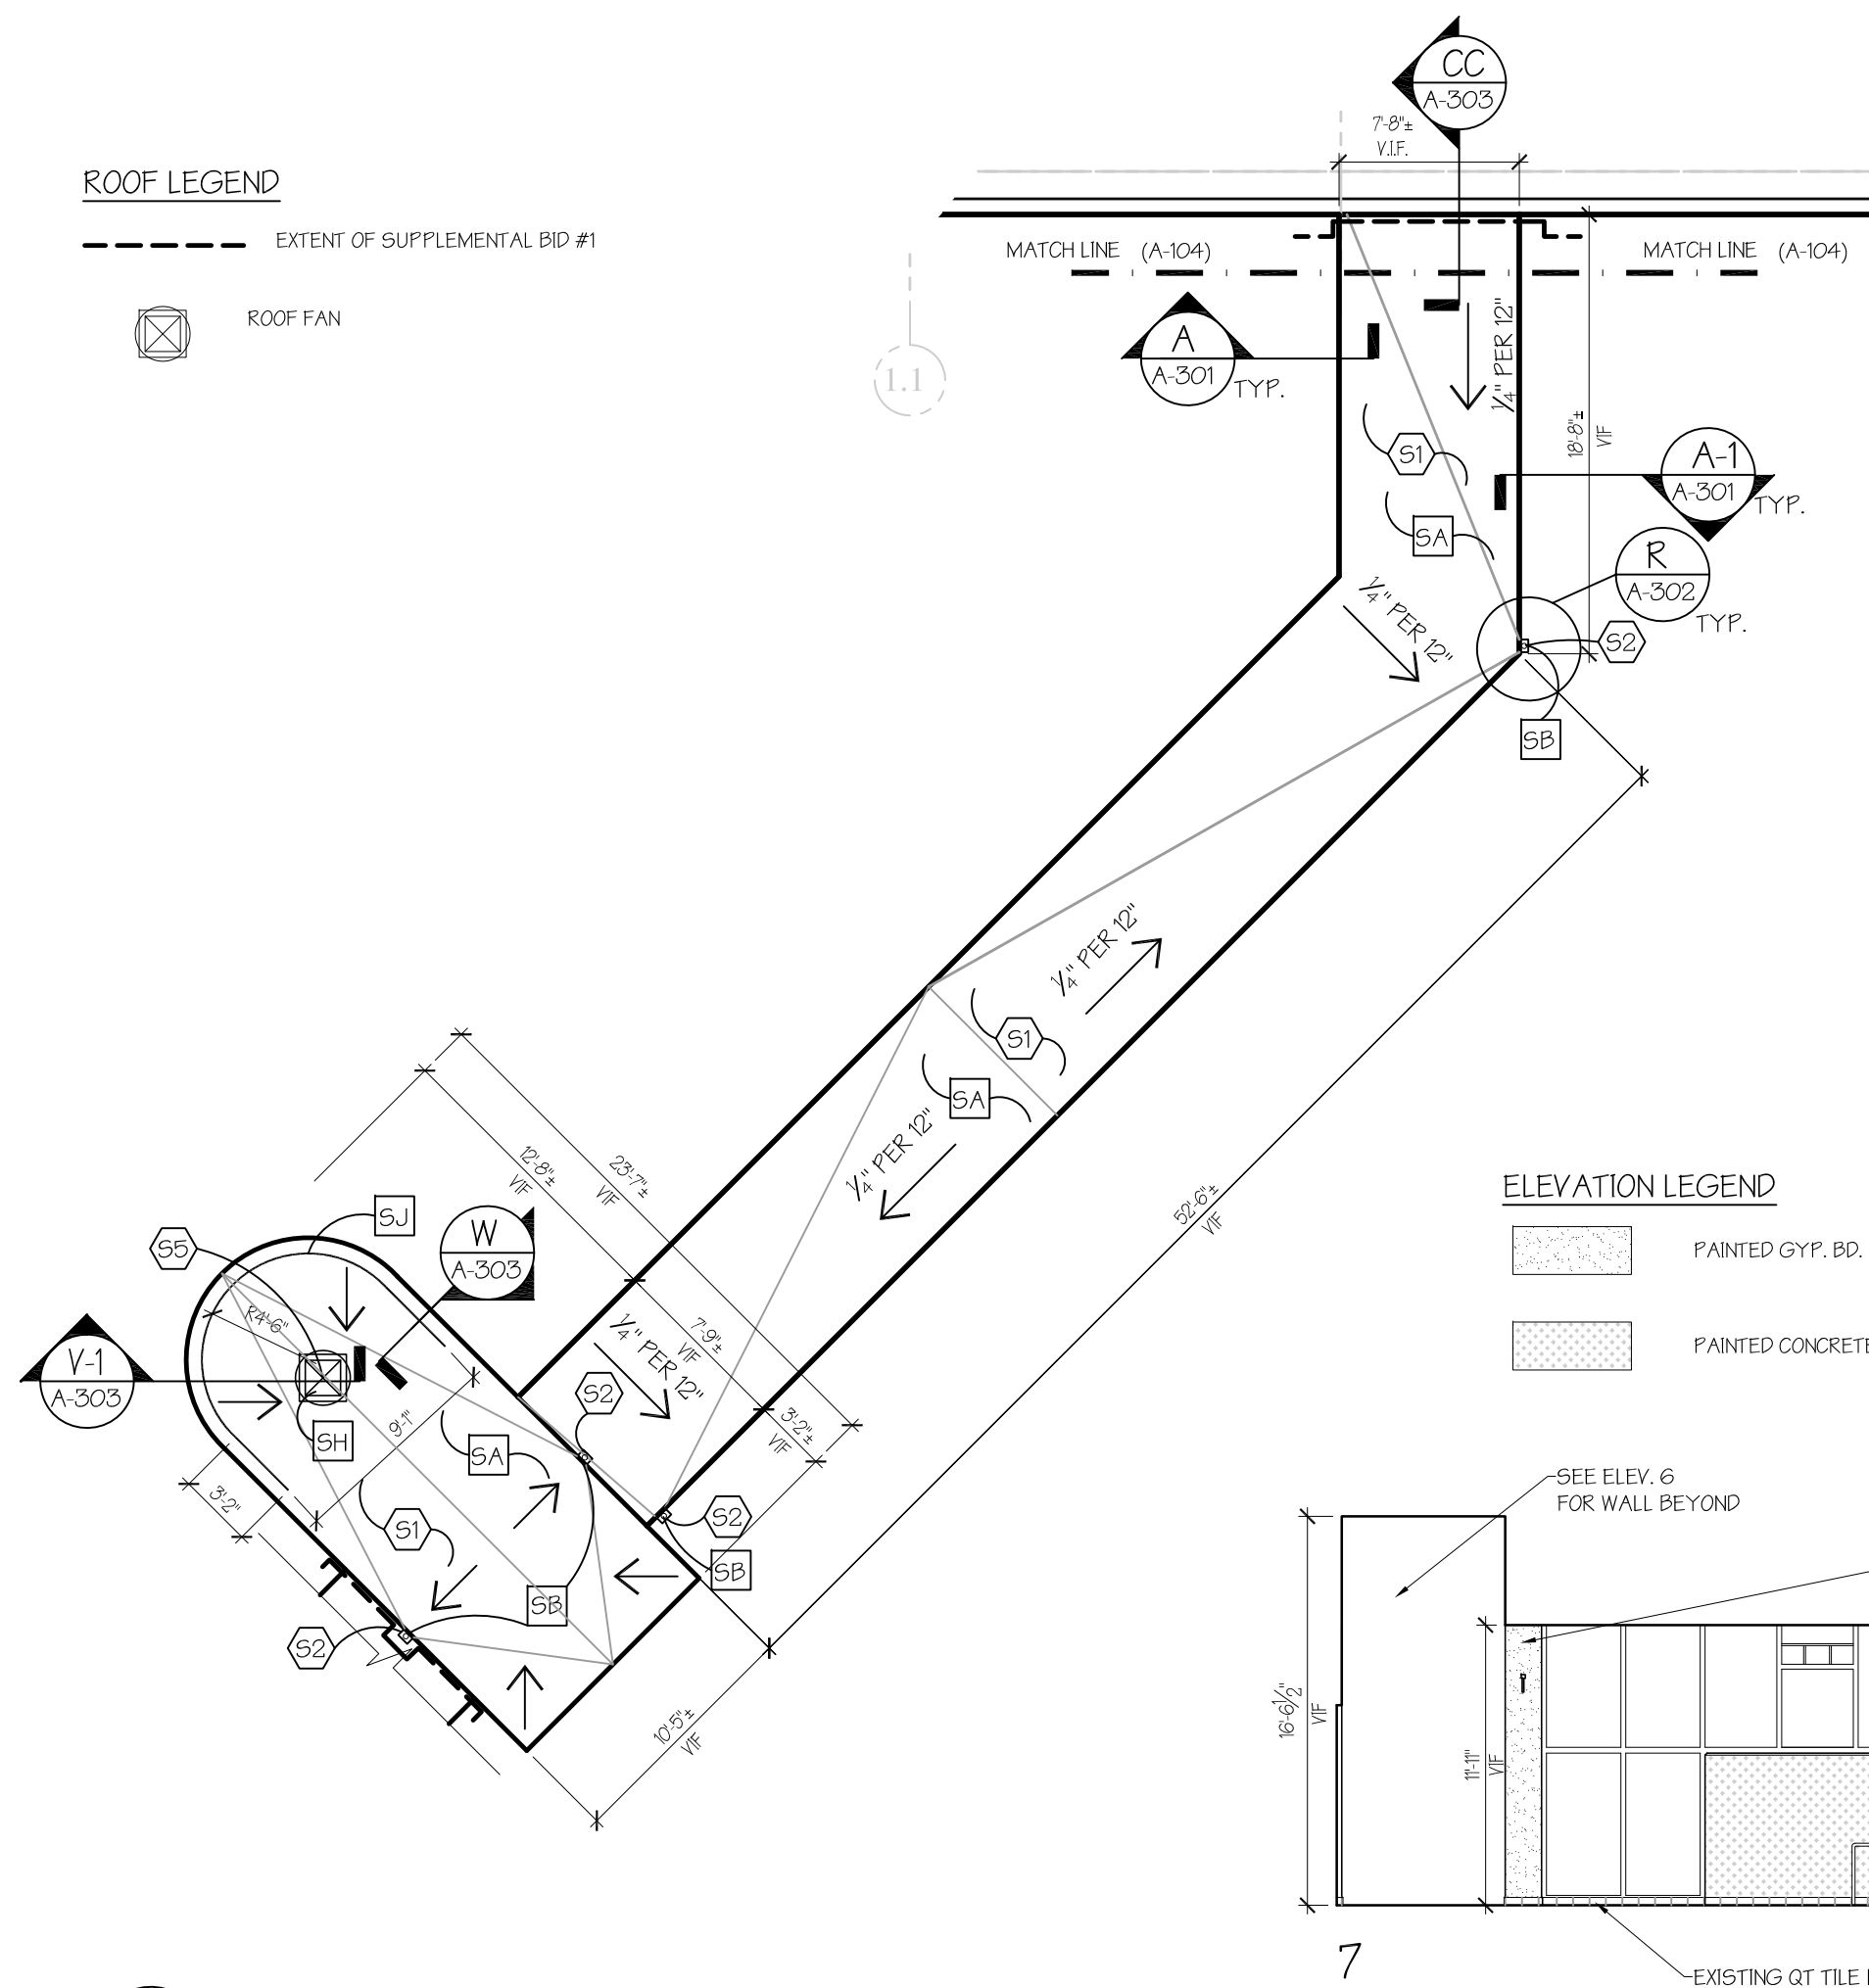 CC
A-303
7'-8"±
V.I.F.
ROOF LEGEND
EXTENT OF SUPPLEMENTAL BID #1
ROOF FAN
MATCH LINE (A-104)
MATCH LINE (A-104)
1.1
A
A-301
TYP.
1/4" PER 12"
18'-8"±
VIF
S1
A-1
A-301
TYP.
SA
R
A-302
TYP.
1/4" PER 12"
S2
SB
1/4" PER 12"
S1
SA
1/4" PER 12"
12'-8"±
VIF
23'-7"±
VIF
52'-6"±
VIF
ELEVATION LEGEND
PAINTED GYP. BD.
PAINTED CONCRETE
SJ
S5
W
A-303
R4'-6"
V-1
A-303
1/4" PER 12"
7'-9"±
VIF
S2
9'-1"
SH
SA
3'-2"±
VIF
3'-2"
S1
S2
SB
SB
S2
10'-5"±
VIF
SEE ELEV. 6
FOR WALL BEYOND
16'-6 1/2"
VIF
11'-11"
VIF
7
EXISTING QT TILE